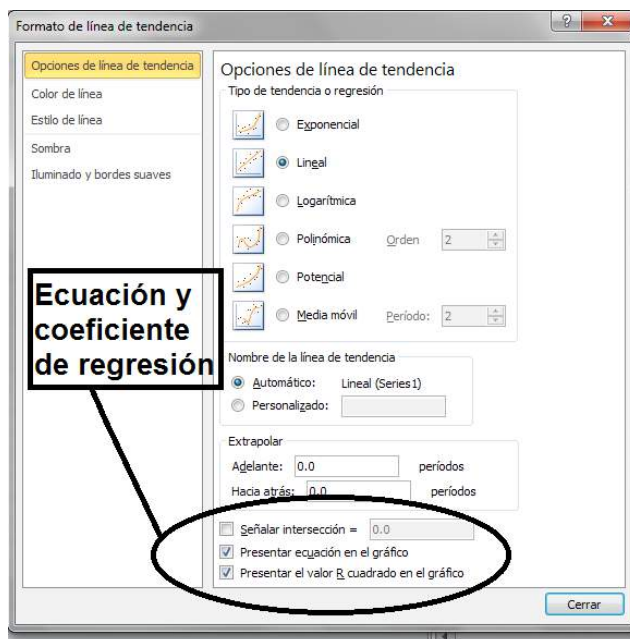 Formato de línea de tendencia
Opciones de línea de tendencia
Color de línea
Estilo de línea
Sombra
Iluminado y bordes suaves
Opciones de línea de tendencia
Tipo de tendencia o regresión
Exponencial
Lineal
Logarítmica
Polinómica Orden 2
Potencial
Media móvil Período: 2
Ecuación y
coeficiente
de regresión
Nombre de la línea de tendencia
Automático: Lineal (Series1)
Personalizado:
Extrapolar
Adelante: 0.0 períodos
Hacia atrás: 0.0 períodos
Señalar intersección = 0.0
Presentar ecuación en el gráfico
Presentar el valor R cuadrado en el gráfico
Cerrar